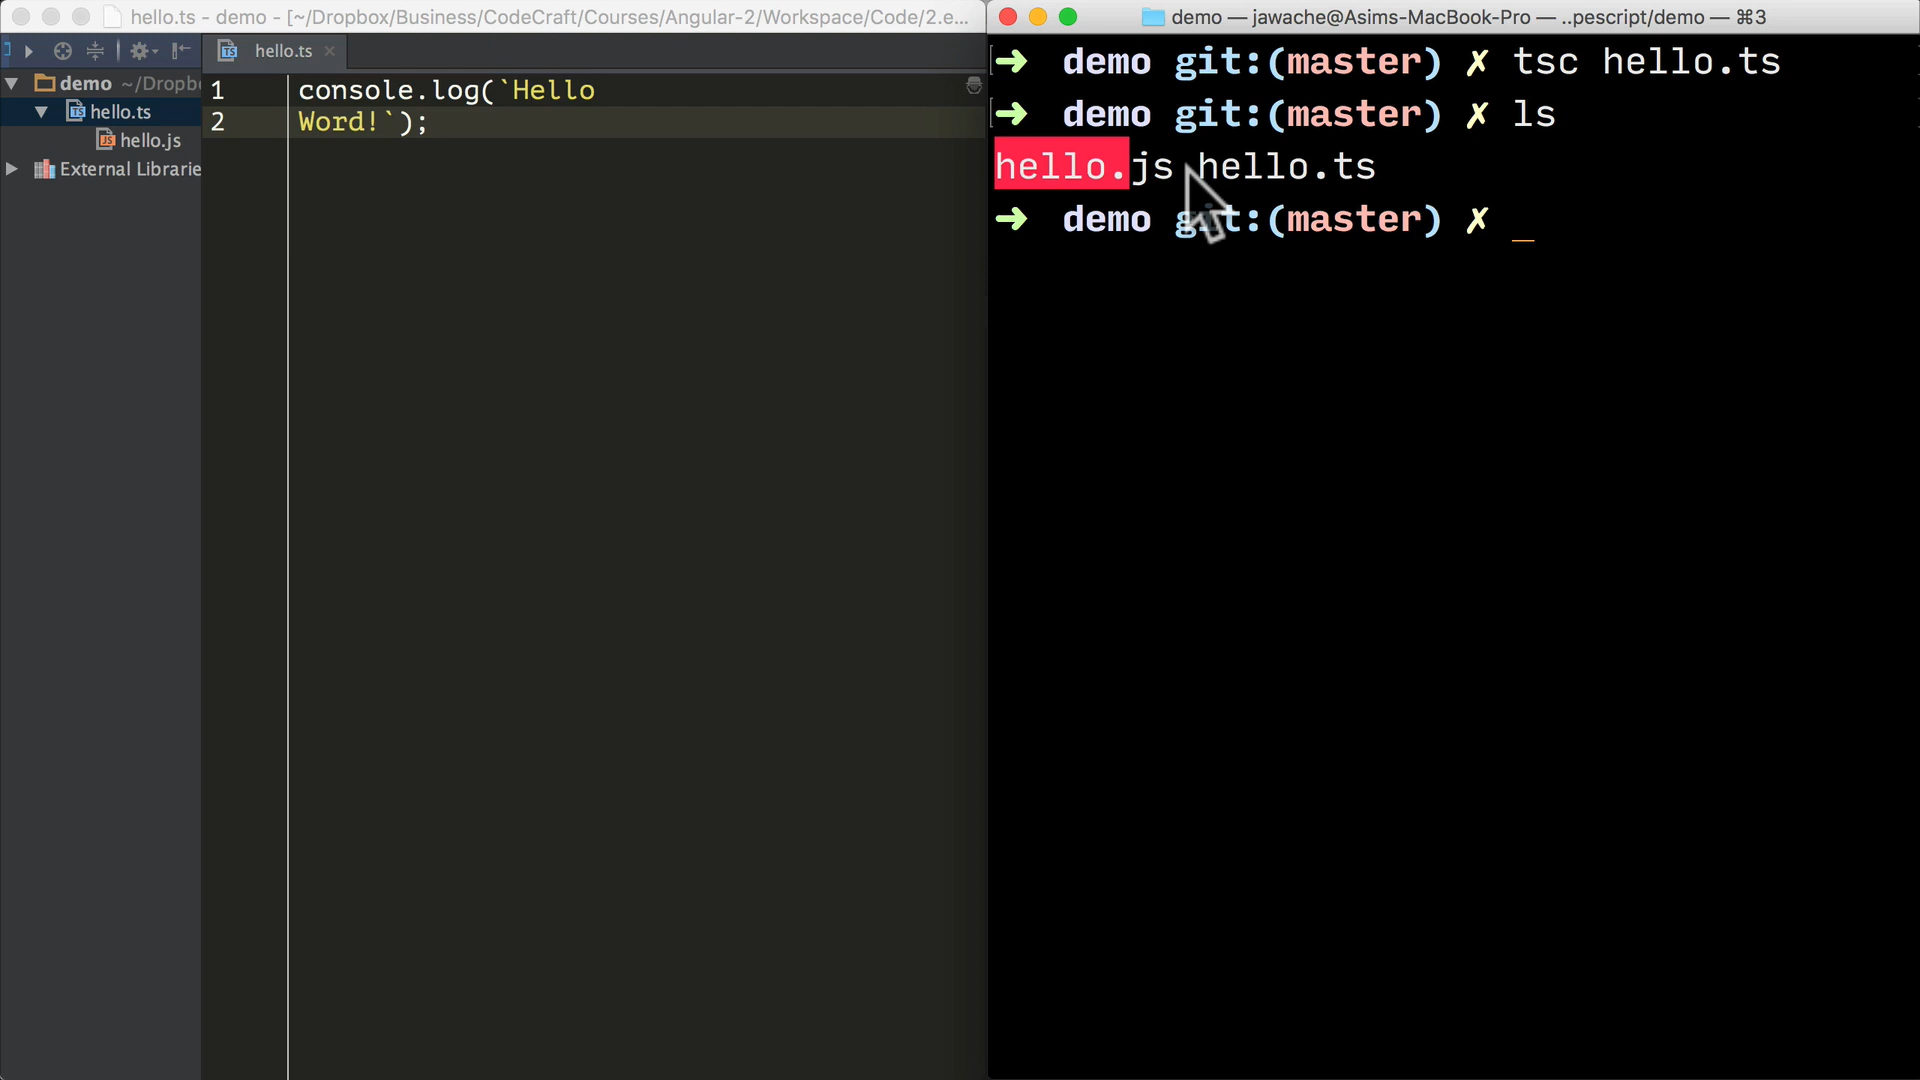 hello.ts - demo - [~/Dropbox/Business/CodeCraft/Courses/Angular-2/Workspace/Code/2.e...
hello.ts
demo ~/Dropb
hello.ts
hello.js
External Librarie
1 console.log(`Hello
2 Word!`);
demo — jawache@Asims-MacBook-Pro — ..pescript/demo — ⌘3
➜ demo git:(master) ✗ tsc hello.ts
➜ demo git:(master) ✗ ls
hello.js hello.ts
➜ demo git:(master) ✗ _